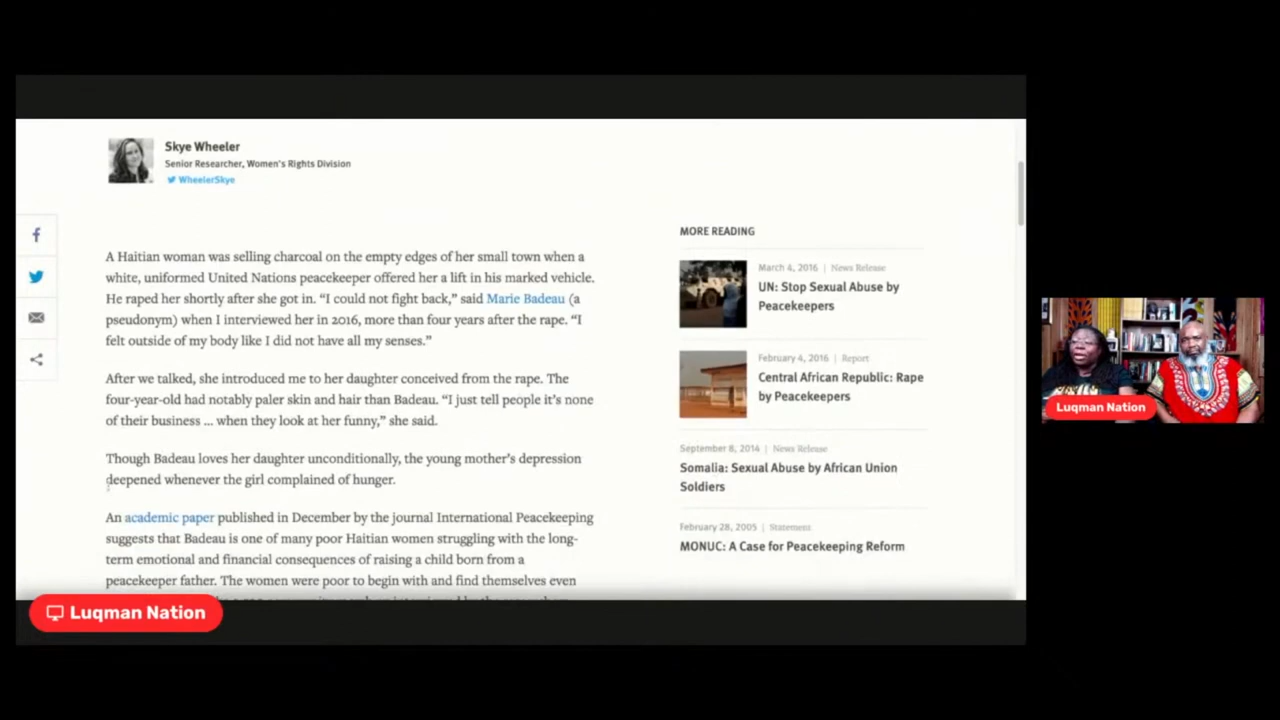 Skye Wheeler
Senior Researcher, Women's Rights Division
WheelerSkye
A Haitian woman was selling charcoal on the empty edges of her small town when a
white, uniformed United Nations peacekeeper offered her a lift in his marked vehicle.
He raped her shortly after she got in. “I could not fight back,” said Marie Badeau (a
pseudonym) when I interviewed her in 2016, more than four years after the rape. “I
felt outside of my body like I did not have all my senses.”
After we talked, she introduced me to her daughter conceived from the rape. The
four-year-old had notably paler skin and hair than Badeau. “I just tell people it’s none
of their business ... when they look at her funny,” she said.
Though Badeau loves her daughter unconditionally, the young mother’s depression
deepened whenever the girl complained of hunger.
An academic paper published in December by the journal International Peacekeeping
suggests that Badeau is one of many poor Haitian women struggling with the long-
term emotional and financial consequences of raising a child born from a
peacekeeper father. The women were poor to begin with and find themselves even
MORE READING
March 4, 2016 | News Release
UN: Stop Sexual Abuse by
Peacekeepers
February 4, 2016 | Report
Central African Republic: Rape
by Peacekeepers
September 8, 2014 | News Release
Somalia: Sexual Abuse by African Union
Soldiers
February 28, 2005 | Statement
MONUC: A Case for Peacekeeping Reform
Luqman Nation
Luqman Nation